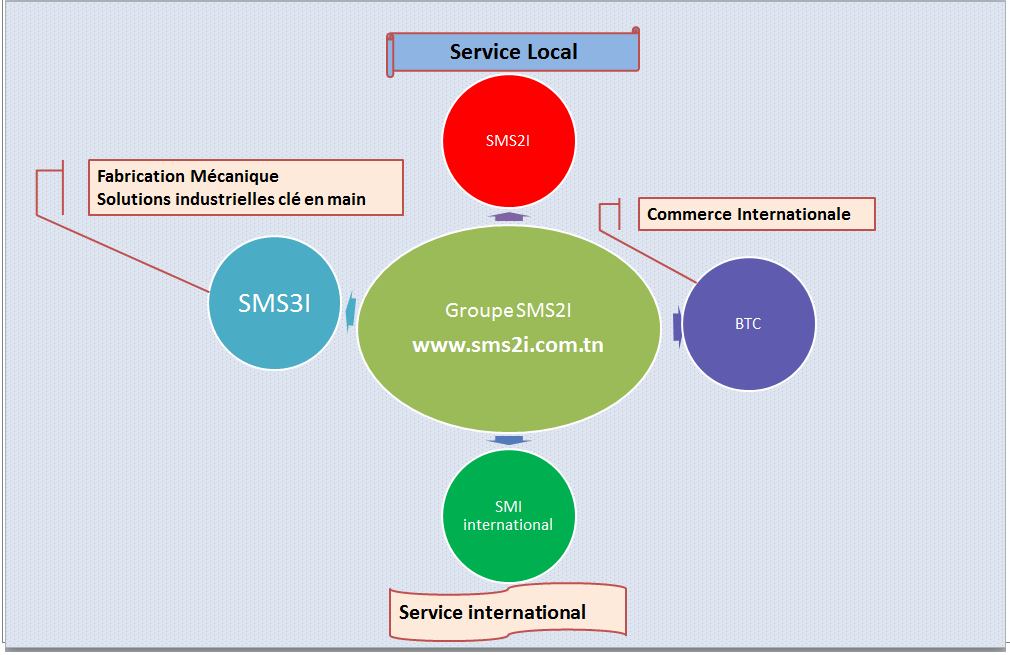 Service Local
SMS2I
Fabrication Mécanique
Solutions industrielles clé en main
Commerce Internationale
SMS3I
Groupe SMS2I
www.sms2i.com.tn
BTC
SMI
international
Service international